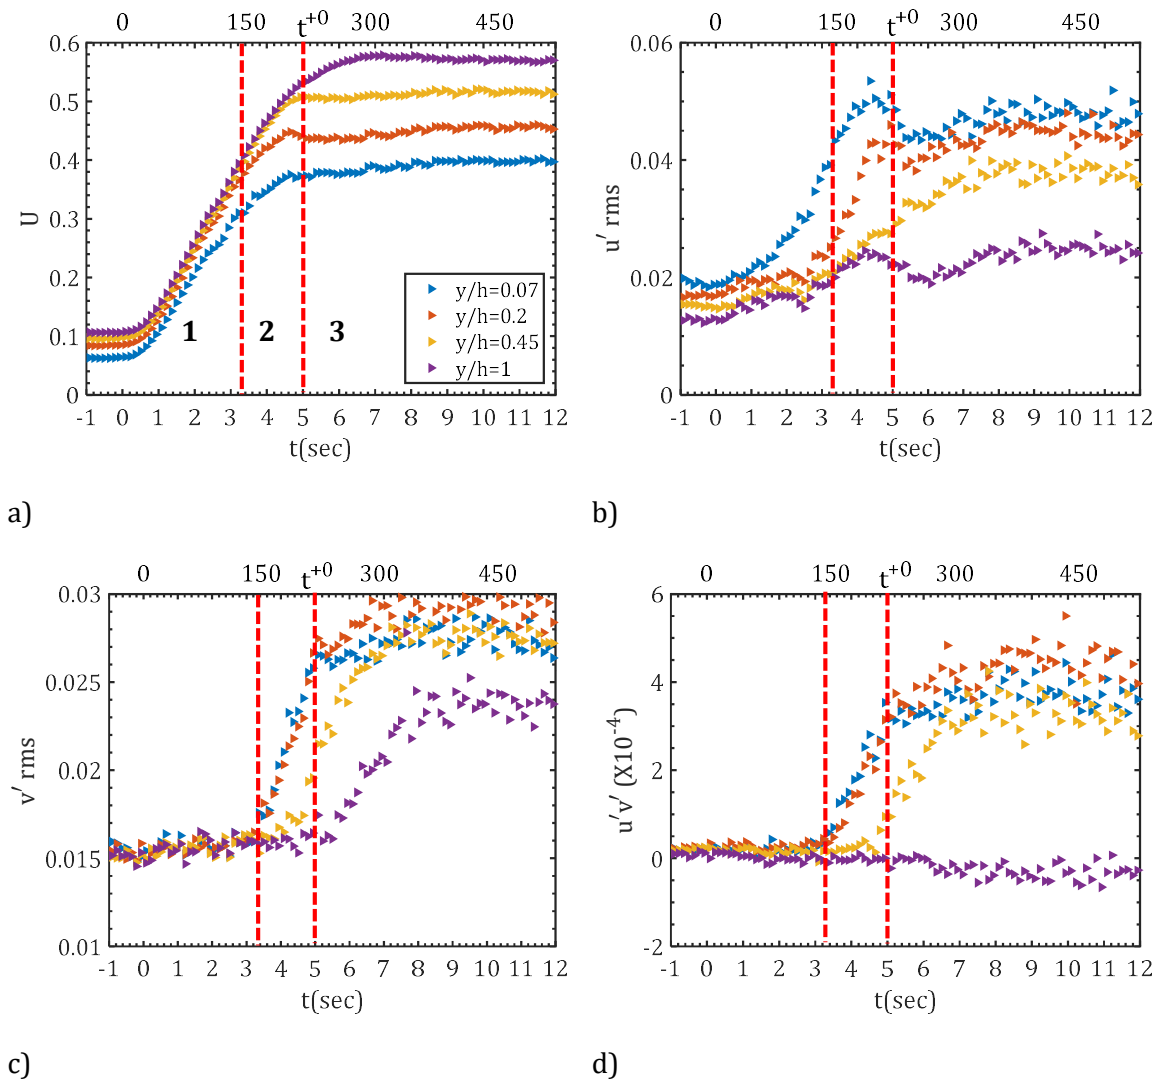 0 150 t+0 300 450
0.6
0.5
0.4
0.3
0.2
0.1
0
U
1 2 3
y/h=0.07
y/h=0.2
y/h=0.45
y/h=1
-1 0 1 2 3 4 5 6 7 8 9 10 11 12
t(sec)
a)
0 150 t+0 300 450
0.06
0.04
0.02
0
u' rms
-1 0 1 2 3 4 5 6 7 8 9 10 11 12
t(sec)
b)
0 150 t+0 300 450
0.03
0.025
0.02
0.015
0.01
v' rms
-1 0 1 2 3 4 5 6 7 8 9 10 11 12
t(sec)
c)
0 150 t+0 300 450
6
4
2
0
-2
u'v' (X10-4)
-1 0 1 2 3 4 5 6 7 8 9 10 11 12
t(sec)
d)